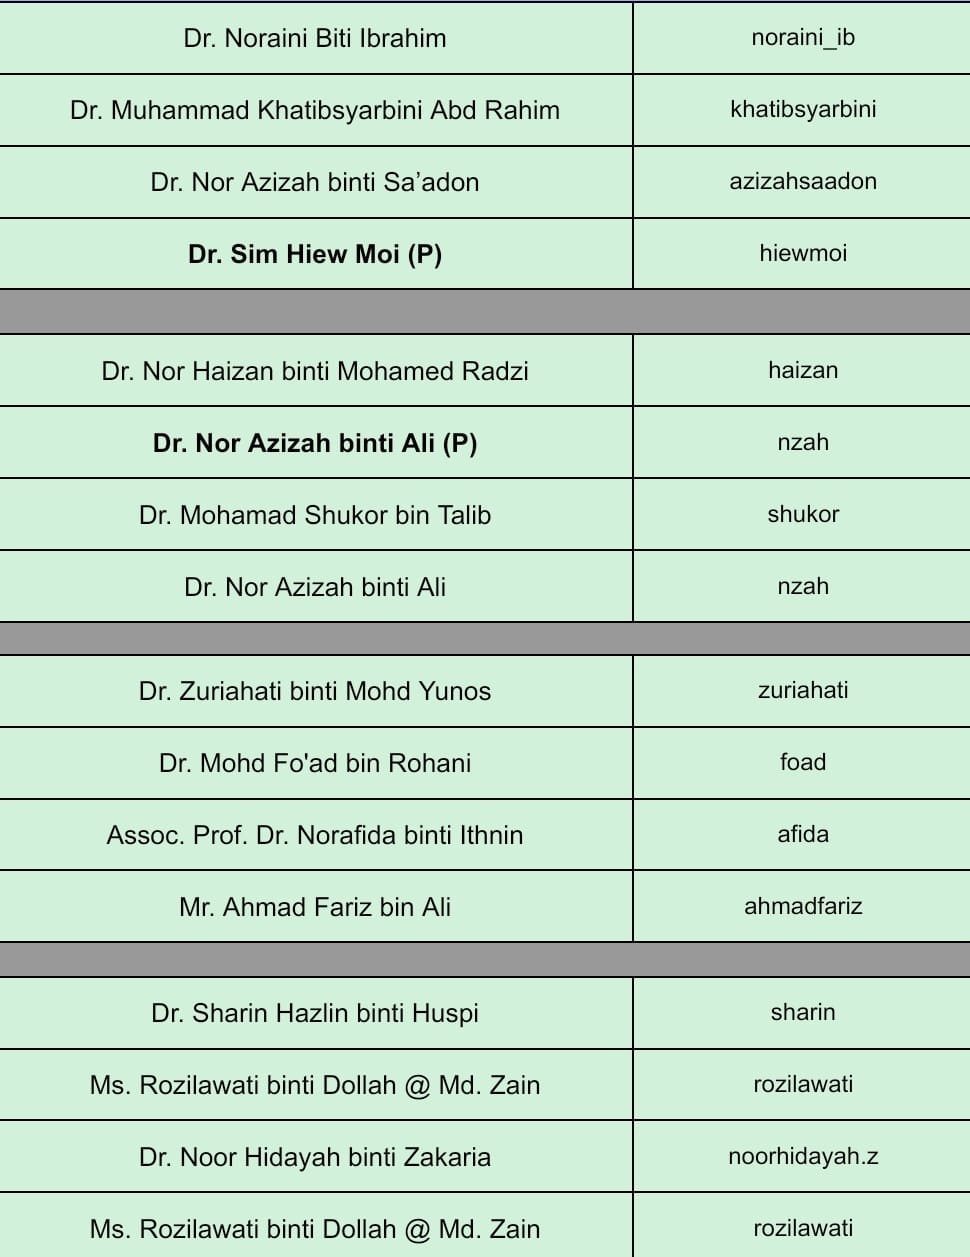 Dr. Noraini Biti Ibrahim noraini_ib
Dr. Muhammad Khatibsyarbini Abd Rahim khatibsyarbini
Dr. Nor Azizah binti Sa’adon azizahsaadon
Dr. Sim Hiew Moi (P) hiewmoi
Dr. Nor Haizan binti Mohamed Radzi haizan
Dr. Nor Azizah binti Ali (P) nzah
Dr. Mohamad Shukor bin Talib shukor
Dr. Nor Azizah binti Ali nzah
Dr. Zuriahati binti Mohd Yunos zuriahati
Dr. Mohd Fo'ad bin Rohani foad
Assoc. Prof. Dr. Norafida binti Ithnin afida
Mr. Ahmad Fariz bin Ali ahmadfariz
Dr. Sharin Hazlin binti Huspi sharin
Ms. Rozilawati binti Dollah @ Md. Zain rozilawati
Dr. Noor Hidayah binti Zakaria noorhidayah.z
Ms. Rozilawati binti Dollah @ Md. Zain rozilawati